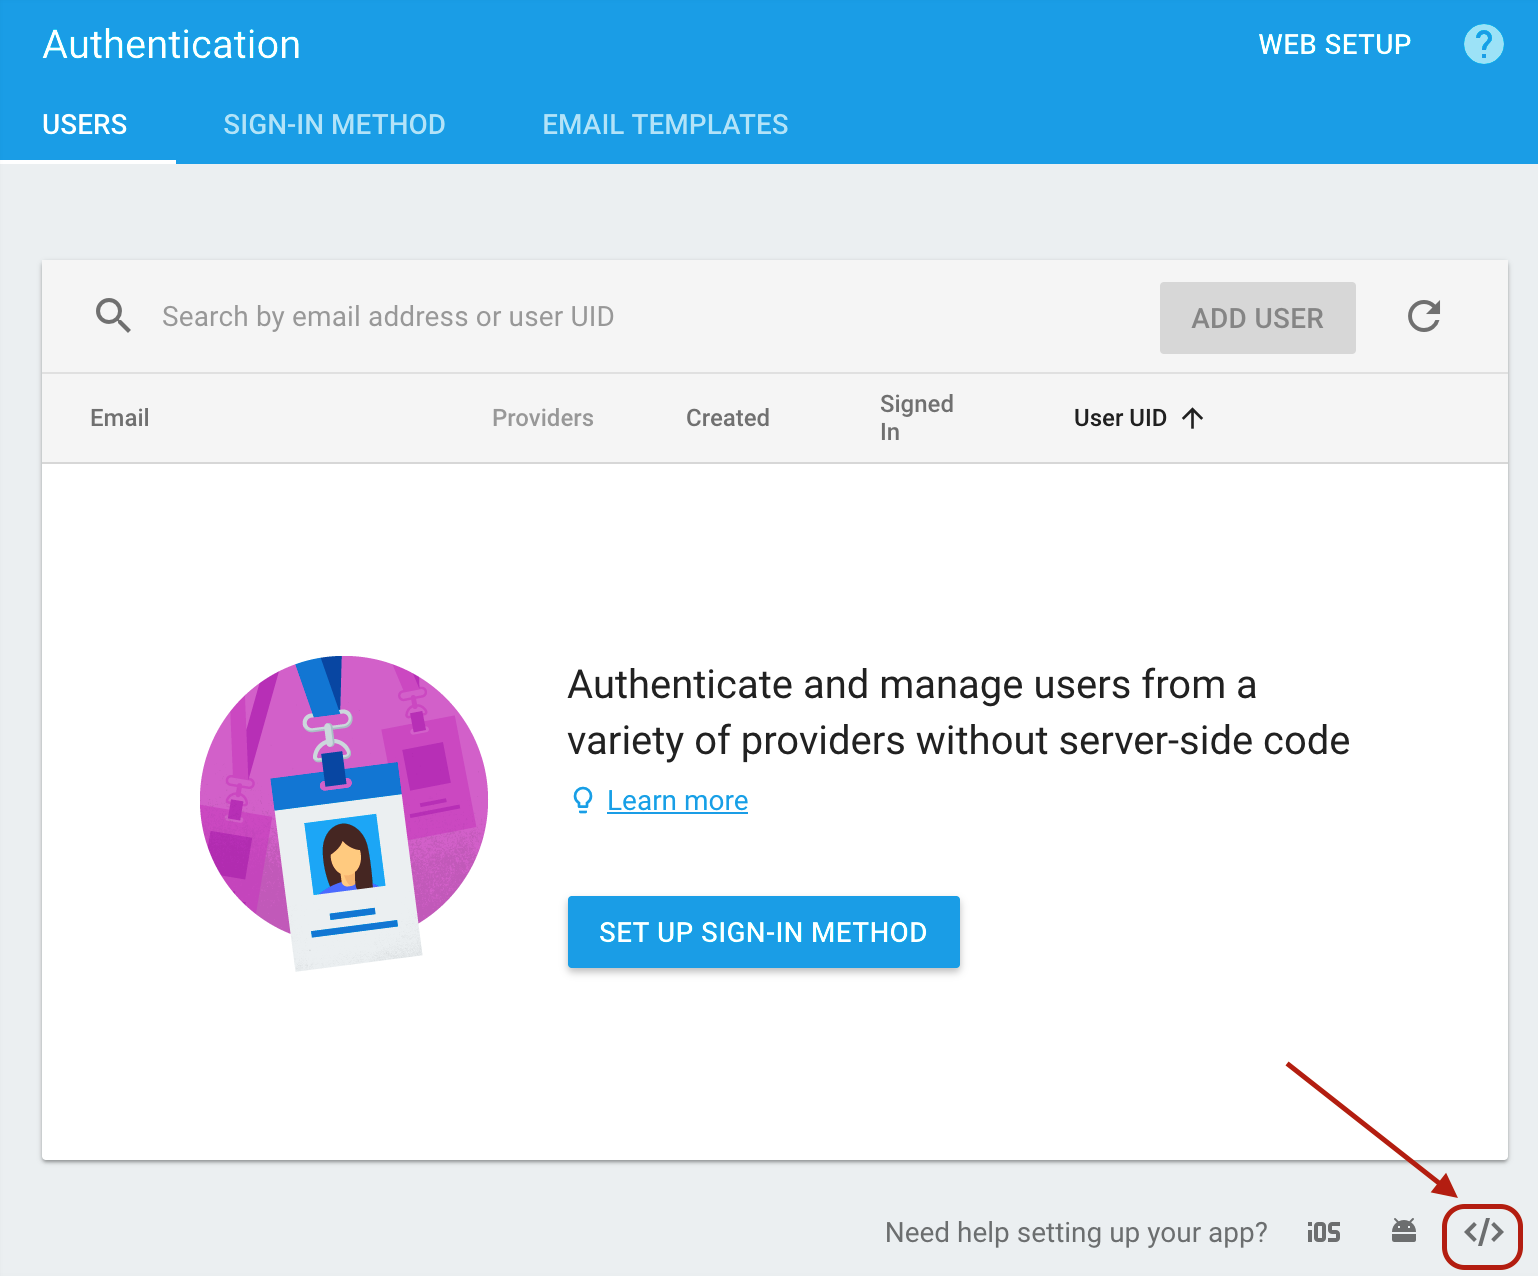 Authentication
WEB SETUP
?
USERS
SIGN-IN METHOD
EMAIL TEMPLATES
Search by email address or user UID
ADD USER
Email
Providers
Created
Signed
In
User UID
Authenticate and manage users from a
variety of providers without server-side code
Learn more
SET UP SIGN-IN METHOD
Need help setting up your app?
iOS
</>